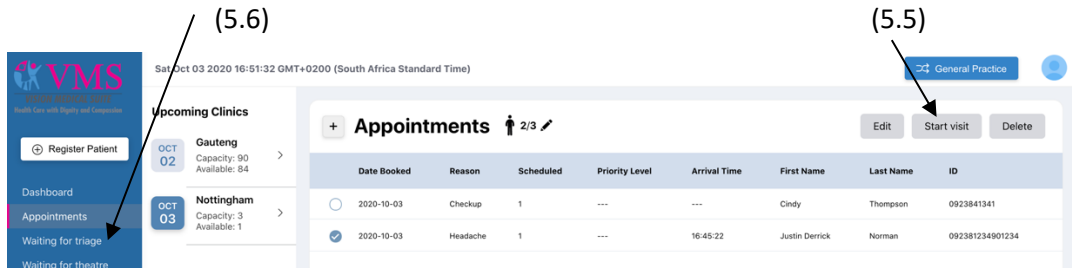 (5.6)
(5.5)
VMS
Health Care with Dignity and Compassion
Sat Oct 03 2020 16:51:32 GMT+0200 (South Africa Standard Time)
General Practice
Register Patient
Dashboard
Appointments
Waiting for triage
Waiting for theatre
Upcoming Clinics
OCT
02
Gauteng
Capacity: 90
Available: 84
OCT
03
Nottingham
Capacity: 3
Available: 1
+ Appointments 2/3
Edit Start visit Delete
Date Booked Reason Scheduled Priority Level Arrival Time First Name Last Name ID
2020-10-03 Checkup 1 --- --- Cindy Thompson 0923841341
2020-10-03 Headache 1 --- 16:45:22 Justin Derrick Norman 092381234901234